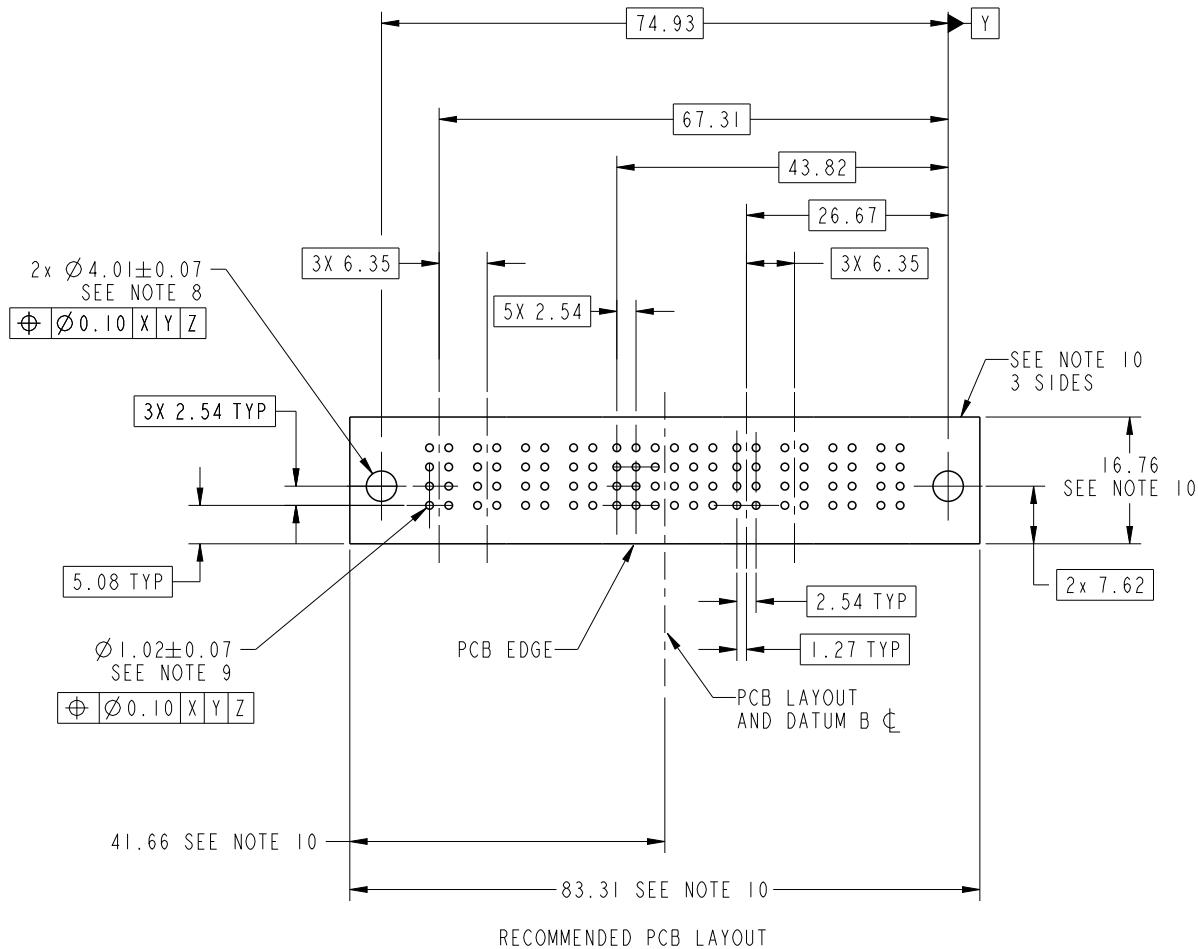 74.93
Y
67.31
43.82
26.67
3X 6.35
3X 6.35
2x Ø4.01±0.07
SEE NOTE 8
⌖ Ø0.10 X Y Z
5X 2.54
SEE NOTE 10
3 SIDES
3X 2.54 TYP
16.76
SEE NOTE 10
5.08 TYP
2x 7.62
2.54 TYP
Ø1.02±0.07
SEE NOTE 9
⌖ Ø0.10 X Y Z
PCB EDGE
1.27 TYP
PCB LAYOUT
AND DATUM B ℄
41.66 SEE NOTE 10
83.31 SEE NOTE 10
RECOMMENDED PCB LAYOUT